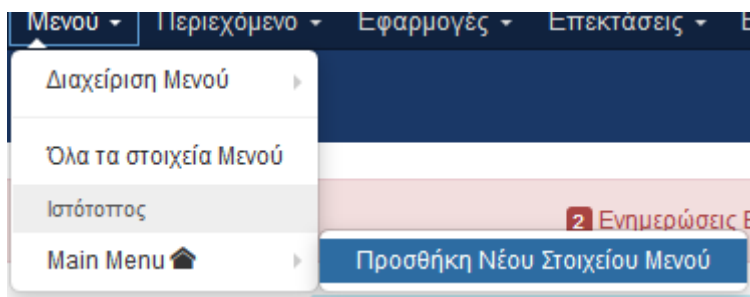 Μενού Περιεχόμενο Εφαρμογές Επεκτάσεις
Διαχείριση Μενού
Όλα τα στοιχεία Μενού
Ιστότοπος
2 Ενημερώσεις
Main Menu Προσθήκη Νέου Στοιχείου Μενού